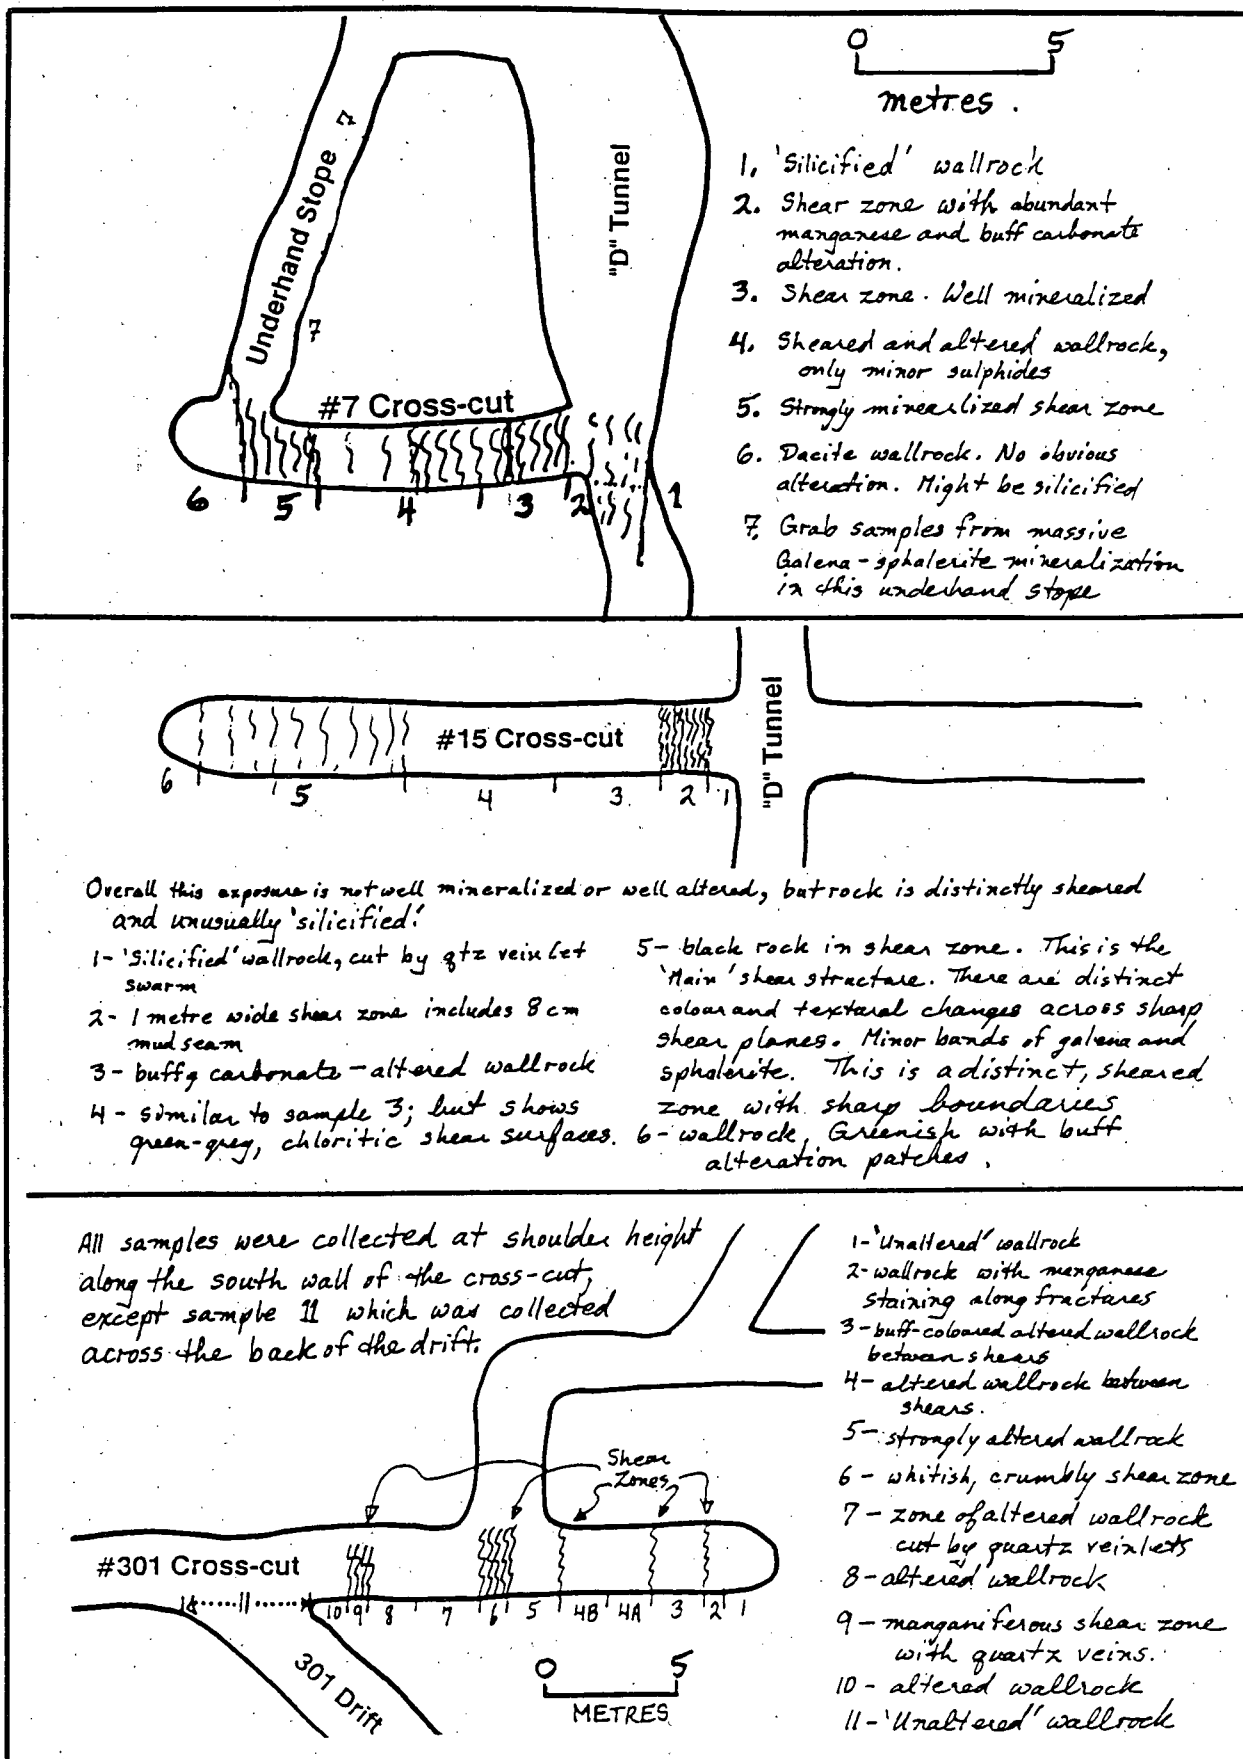 0 5
metres.
Underhand Stope
7
7
"D" Tunnel
#7 Cross-cut
6 5 4 3 2 1
1. 'Silicified' wallrock
2. Shear zone with abundant
manganese and buff carbonate
alteration.
3. Shear zone. Well mineralized
4. Sheared and altered wallrock,
only minor sulphides
5. Strongly minearlized shear zone
6. Dacite wallrock. No obvious
alteration. Might be silicified
7. Grab samples from massive
Galena-sphalerite mineralization
in this underhand stope
#15 Cross-cut
"D" Tunnel
6 5 4 3. 2 1
Overall this exposure is not well mineralized or well altered, but rock is distinctly sheared
and unusually 'silicified'.
1- 'Silicified' wallrock, cut by qtz veinlet
swarm
2- 1 metre wide shear zone includes 8 cm
mud seam
3- buffy carbonate-altered wallrock
4- similar to sample 3; but shows
green-grey, chloritic shear surfaces.
5- black rock in shear zone. This is the
'Main' shear structure. There are distinct
colour and textural changes across sharp
shear planes. Minor bands of galena and
sphalerite. This is a distinct, sheared
zone with sharp boundaries
6- wallrock, Greenish with buff
alteration patches.
All samples were collected at shoulder height
along the south wall of the cross-cut,
except sample 11 which was collected
across the back of the drift.
Shear
Zones
#301 Cross-cut
11 10 9 8 7 6 5 4B 4A 3 2 1
301 Drift
0 5
METRES
1-'Unaltered' wallrock
2-wallrock with manganese
staining along fractures
3-buff-coloured altered wallrock
between shears
4-altered wallrock between
shears.
5-strongly altered wallrock
6-whitish, crumbly shear zone
7-zone of altered wallrock
cut by quartz veinlets
8-altered wallrock
9-manganiferous shear zone
with quartz veins.
10-altered wallrock
11-'Unaltered' wallrock